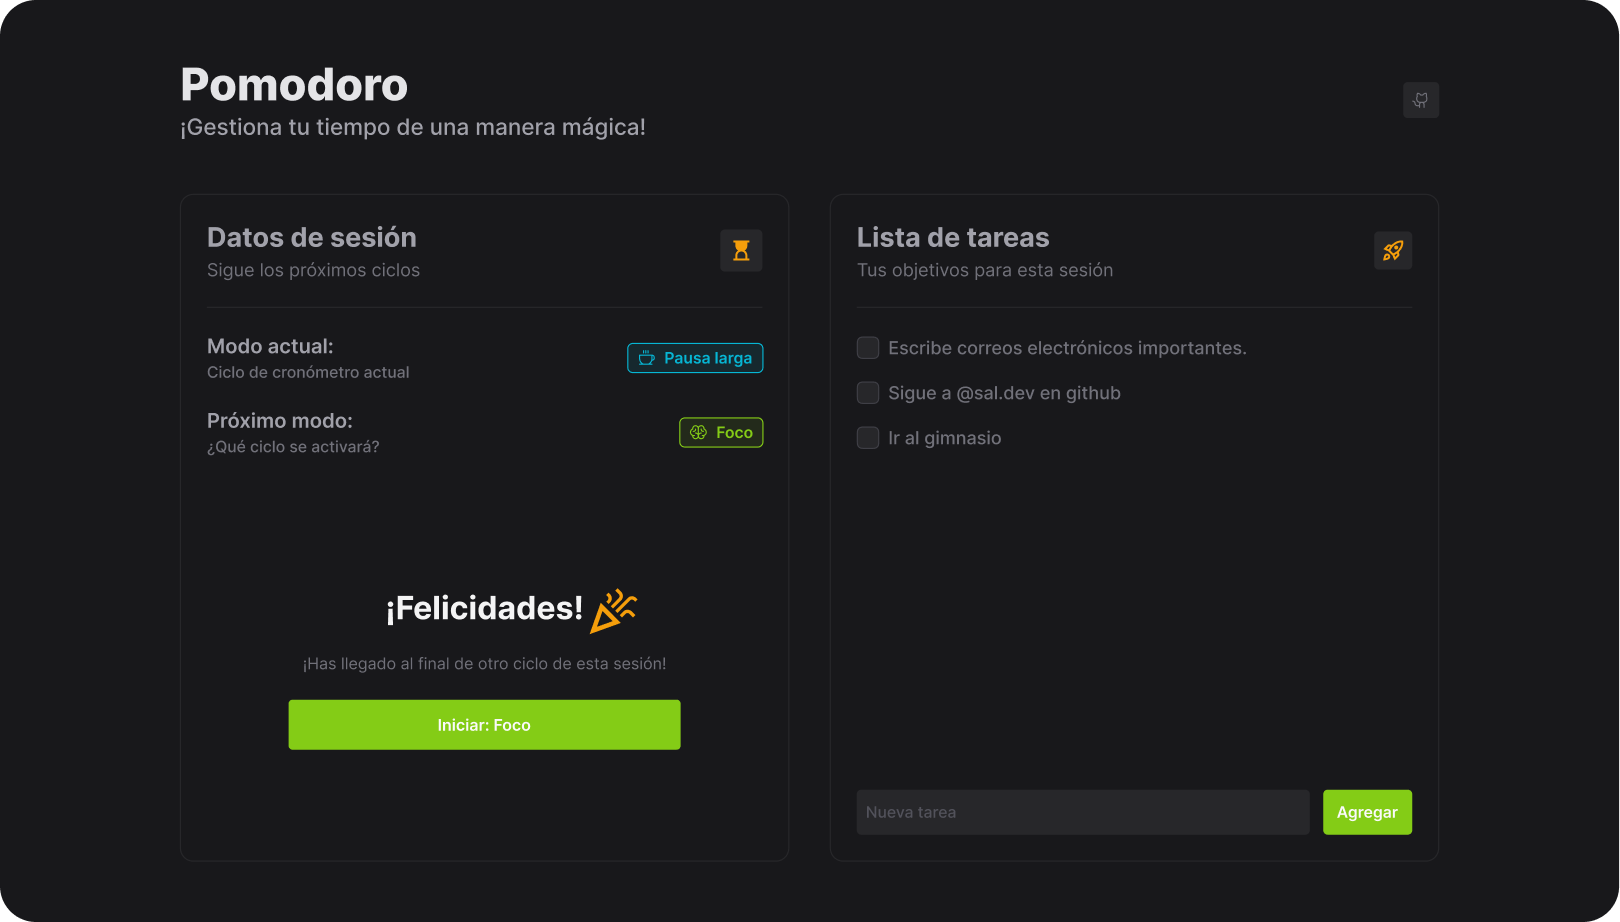 Pomodoro
¡Gestiona tu tiempo de una manera mágica!
Datos de sesión
Sigue los próximos ciclos
Modo actual:
Ciclo de cronómetro actual
Pausa larga
Próximo modo:
¿Qué ciclo se activará?
Foco
¡Felicidades!
¡Has llegado al final de otro ciclo de esta sesión!
Iniciar: Foco
Lista de tareas
Tus objetivos para esta sesión
Escribe correos electrónicos importantes.
Sigue a @sal.dev en github
Ir al gimnasio
Nueva tarea
Agregar